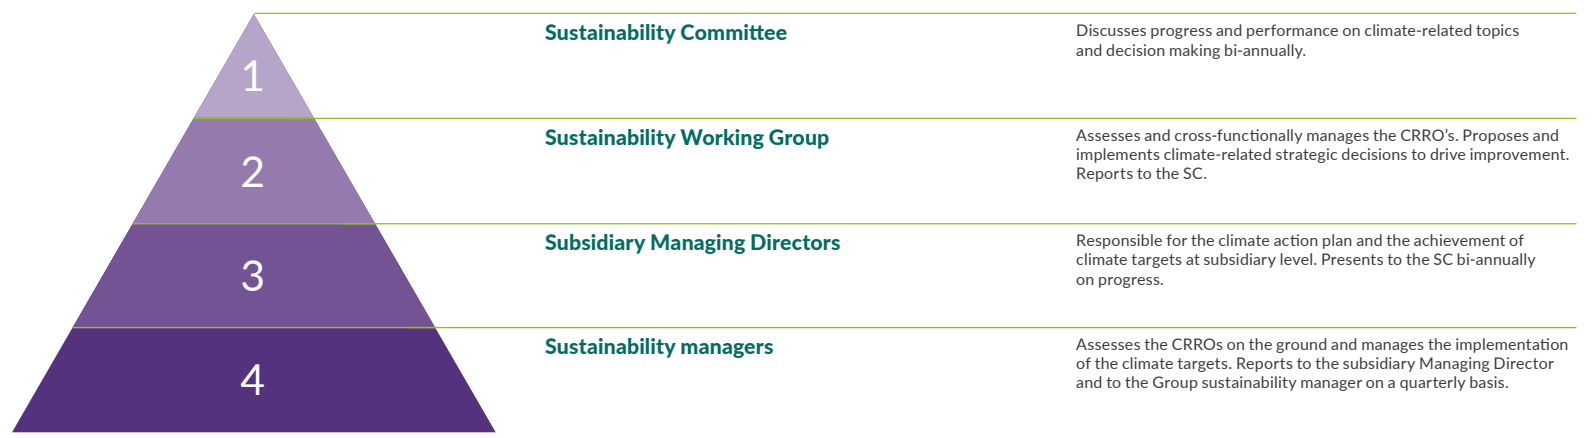 1
Sustainability Committee
Discusses progress and performance on climate-related topics
and decision making bi-annually.
2
Sustainability Working Group
Assesses and cross-functionally manages the CRRO’s. Proposes and
implements climate-related strategic decisions to drive improvement.
Reports to the SC.
3
Subsidiary Managing Directors
Responsible for the climate action plan and the achievement of
climate targets at subsidiary level. Presents to the SC bi-annually
on progress.
4
Sustainability managers
Assesses the CRROs on the ground and manages the implementation
of the climate targets. Reports to the subsidiary Managing Director
and to the Group sustainability manager on a quarterly basis.